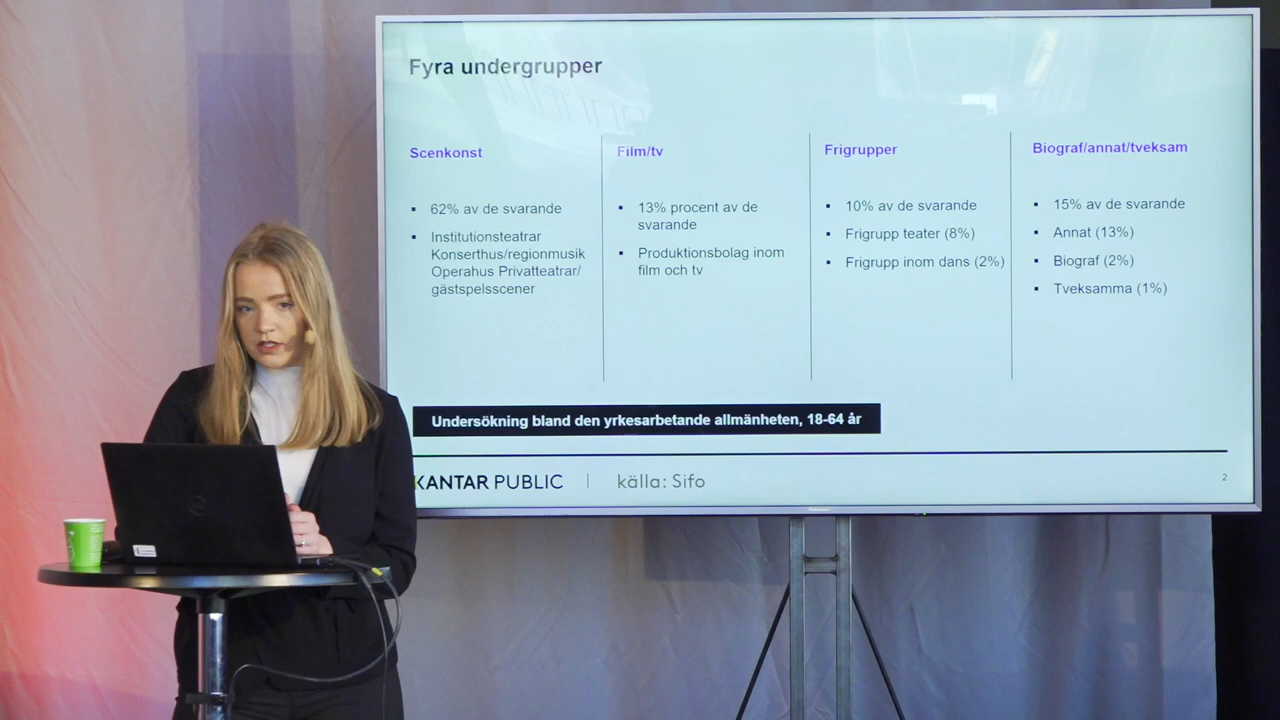 Fyra undergrupper
Scenkonst
▪ 62% av de svarande
▪ Institutionsteatrar
Konserthus/regionmusik
Operahus Privatteatrar/
gästspelsscener
Film/tv
▪ 13% procent av de
svarande
▪ Produktionsbolag inom
film och tv
Frigrupper
▪ 10% av de svarande
▪ Frigrupp teater (8%)
▪ Frigrupp inom dans (2%)
Biograf/annat/tveksam
▪ 15% av de svarande
▪ Annat (13%)
▪ Biograf (2%)
▪ Tveksamma (1%)
Undersökning bland den yrkesarbetande allmänheten, 18-64 år
KANTAR PUBLIC | källa: Sifo
2